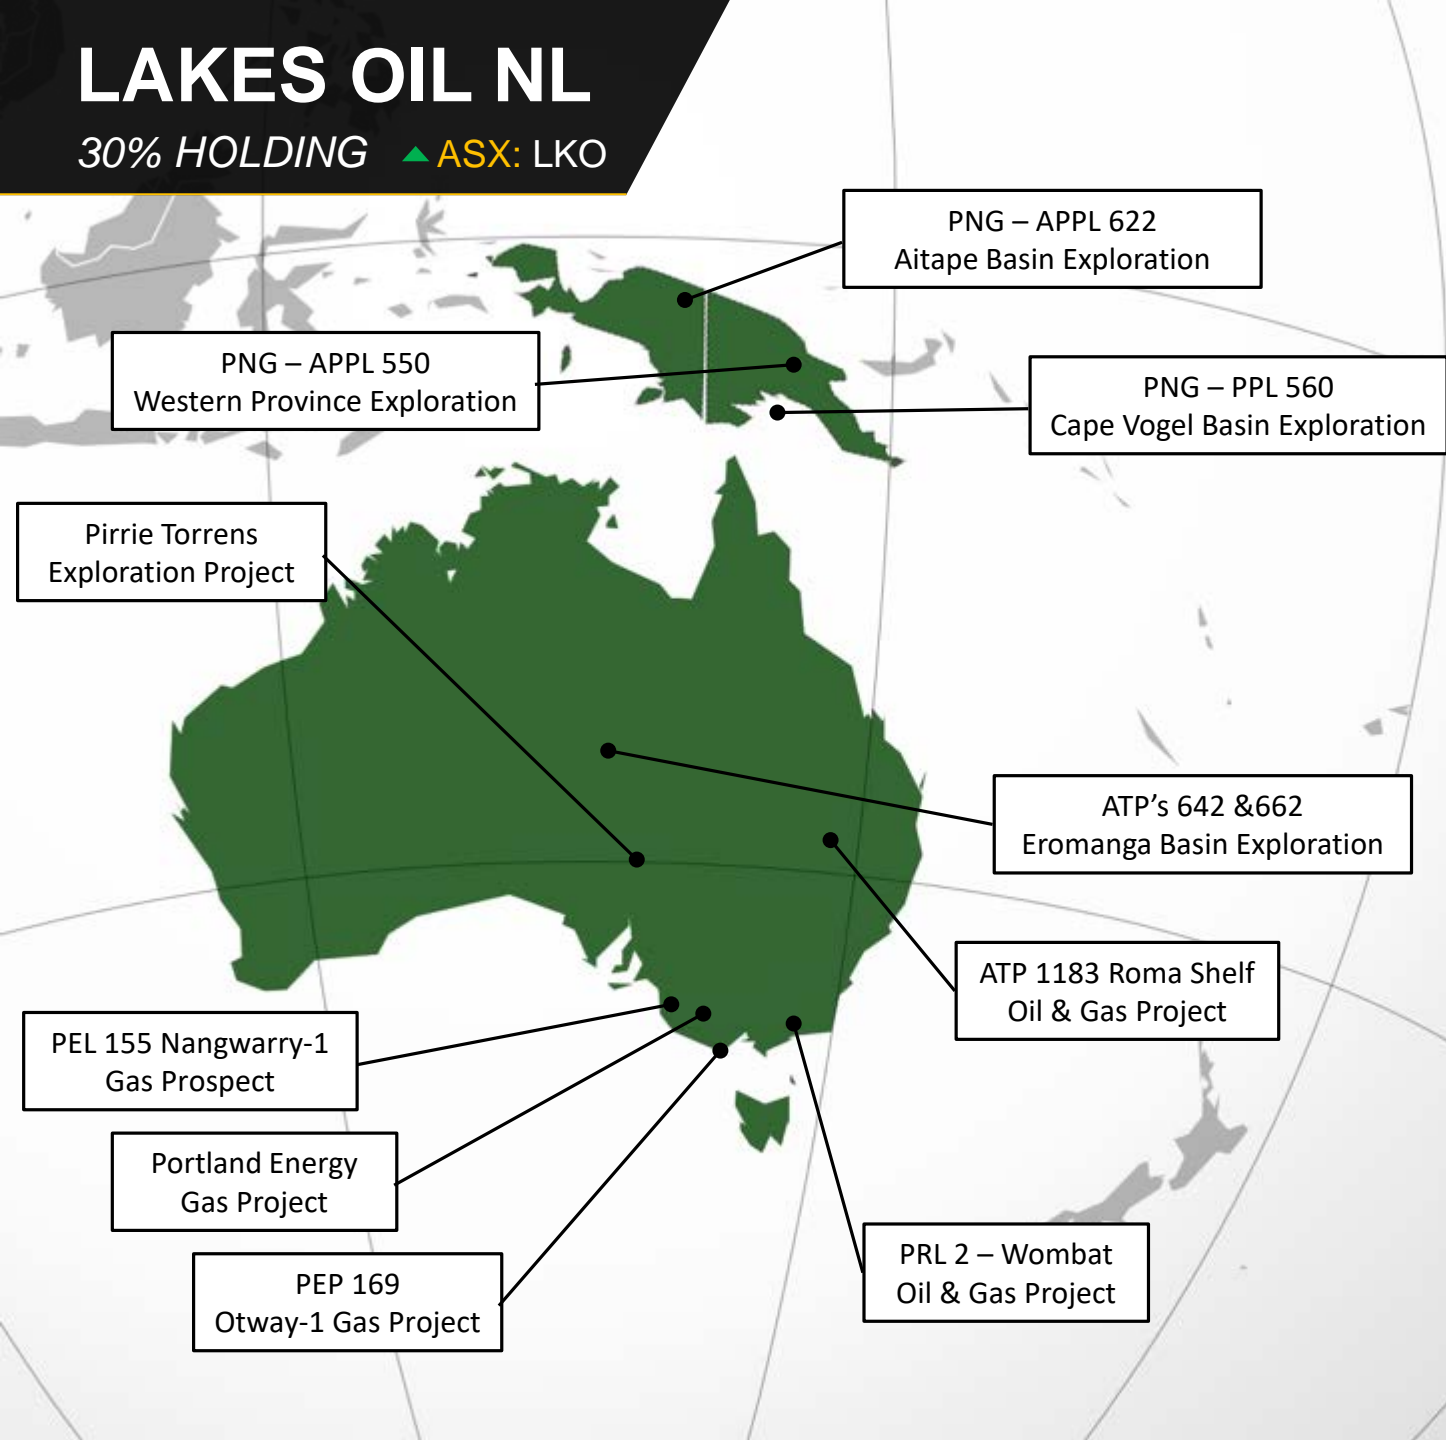 LAKES OIL NL
30% HOLDING ASX: LKO
PNG – APPL 622
Aitape Basin Exploration
PNG – APPL 550
Western Province Exploration
PNG – PPL 560
Cape Vogel Basin Exploration
Pirrie Torrens
Exploration Project
ATP’s 642 &662
Eromanga Basin Exploration
ATP 1183 Roma Shelf
Oil & Gas Project
PEL 155 Nangwarry-1
Gas Prospect
Portland Energy
Gas Project
PEP 169
Otway-1 Gas Project
PRL 2 – Wombat
Oil & Gas Project